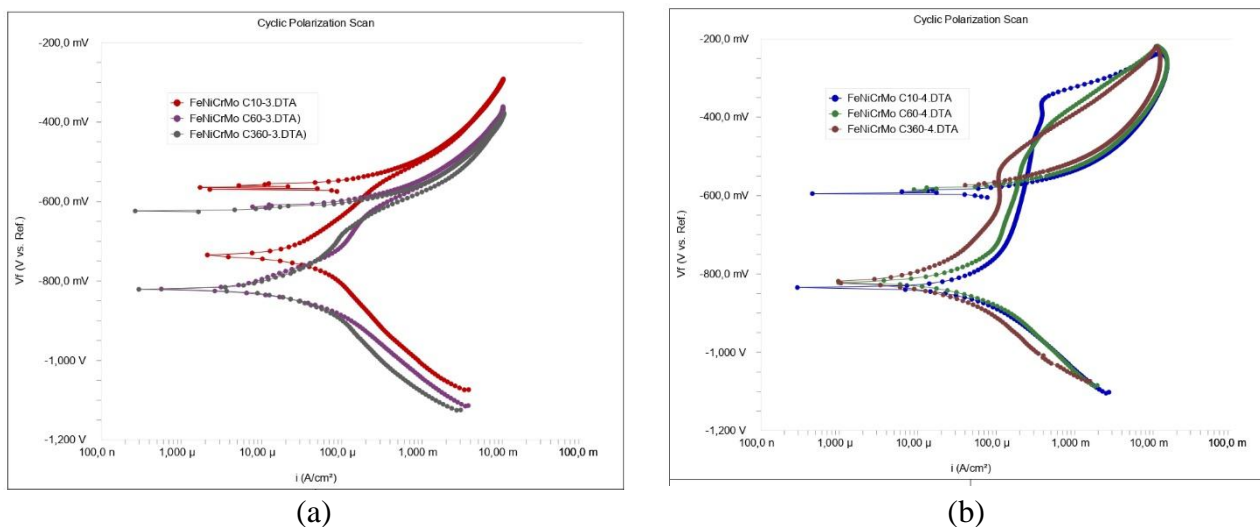 Cyclic Polarization Scan
-200,0 mV
-400,0 mV
-600,0 mV
-800,0 mV
-1,000 V
-1,200 V
Vf (V vs. Ref.)
FeNiCrMo C10-3.DTA)
FeNiCrMo C60-3.DTA)
FeNiCrMo C360-3.DTA)
100,0 n
1,000 µ
10,00 µ
100,0 µ
1,000 m
10,00 m
100,0 m
i (A/cm²)
(a)
Cyclic Polarization Scan
-200,0 mV
-400,0 mV
-600,0 mV
-800,0 mV
-1,000 V
-1,200 V
Vf (V vs. Ref.)
FeNiCrMo C10-4.DTA
FeNiCrMo C60-4.DTA
FeNiCrMo C360-4.DTA
100,0 n
1,000 µ
10,00 µ
100,0 µ
1,000 m
10,00 m
100,0 m
i (A/cm²)
(b)